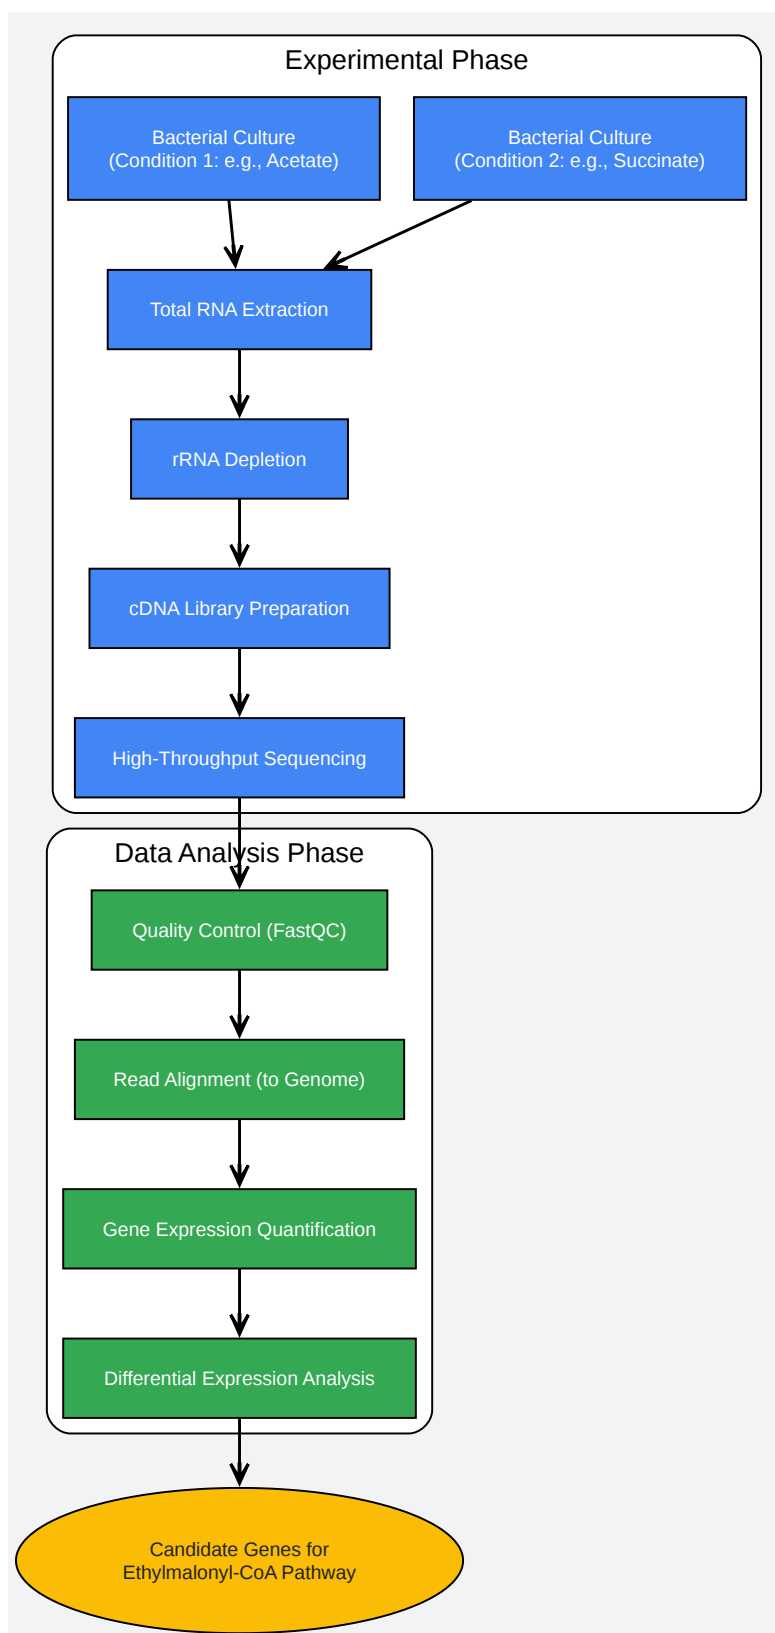 Experimental Phase
Bacterial Culture
(Condition 1: e.g., Acetate)
Bacterial Culture
(Condition 2: e.g., Succinate)
Total RNA Extraction
rRNA Depletion
cDNA Library Preparation
High-Throughput Sequencing
Data Analysis Phase
Quality Control (FastQC)
Read Alignment (to Genome)
Gene Expression Quantification
Differential Expression Analysis
Candidate Genes for
Ethylmalonyl-CoA Pathway